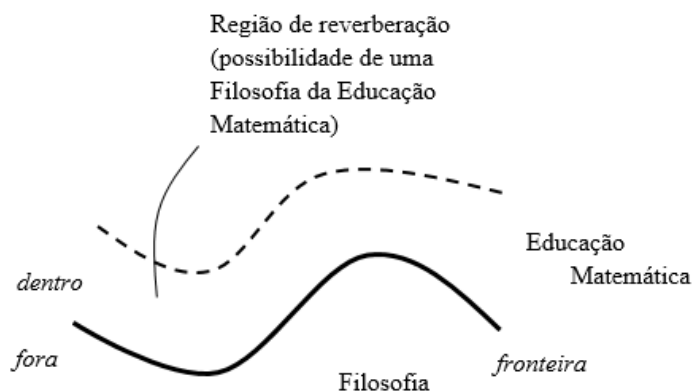 Região de reverberação
(possibilidade de uma
Filosofia da Educação
Matemática)
Educação
Matemática
dentro
fora
fronteira
Filosofia